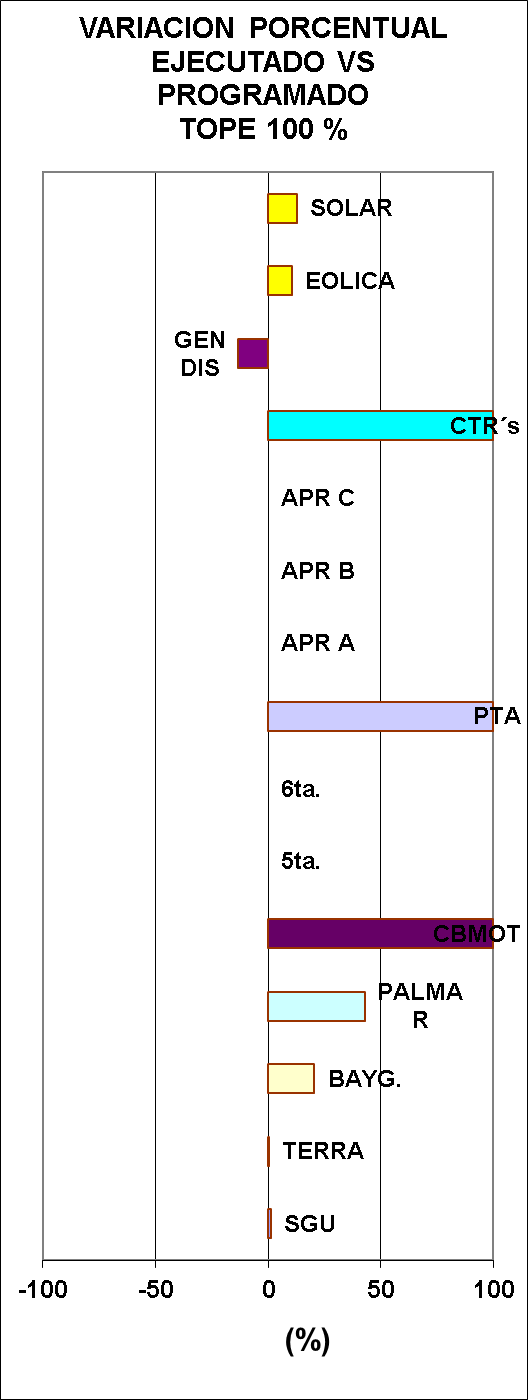 VARIACION PORCENTUAL
EJECUTADO VS
PROGRAMADO
TOPE 100 %
SOLAR
EOLICA
GEN
DIS
CTR´s
APR C
APR B
APR A
PTA
6ta.
5ta.
CBMOT
PALMA
R
BAYG.
TERRA
SGU
-100 -50 0 50 100
(%)